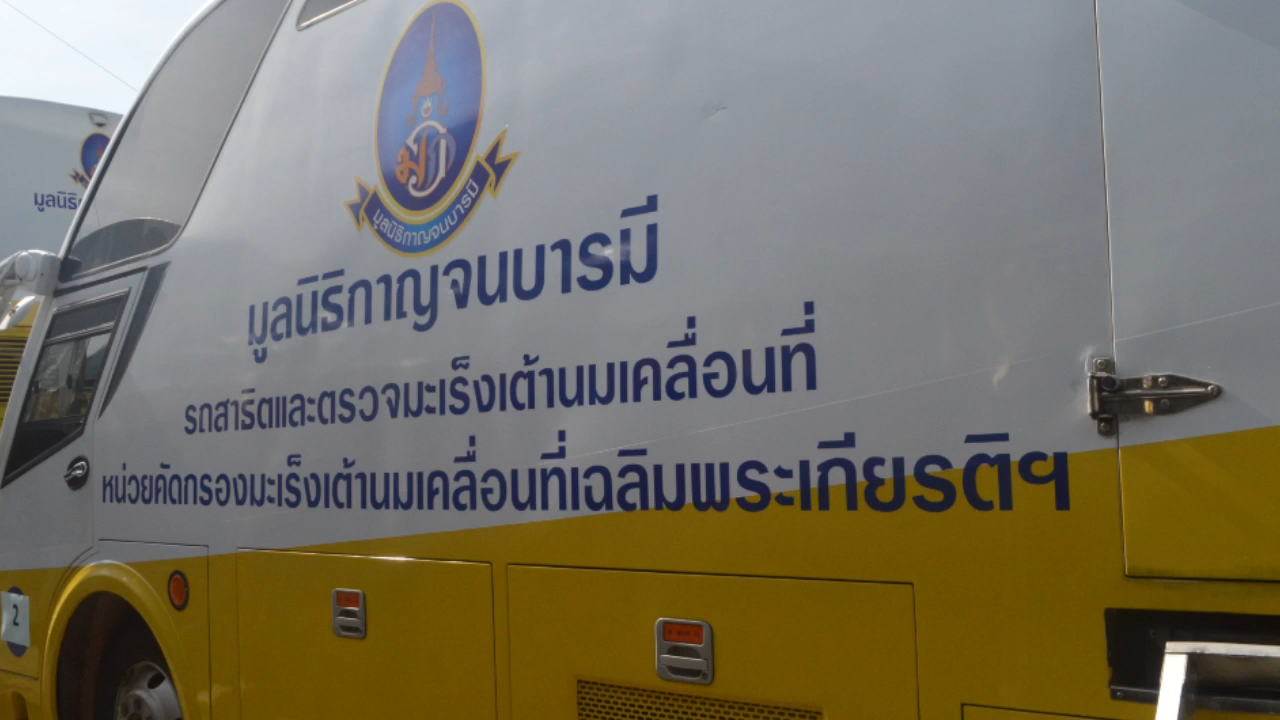 มูลนิธิกาญจนบารมี
มูลนิธิกาญจนบารมี
รถสาธิตและตรวจมะเร็งเต้านมเคลื่อนที่
หน่วยคัดกรองมะเร็งเต้านมเคลื่อนที่เฉลิมพระเกียรติฯ
มูลนิธิ
2